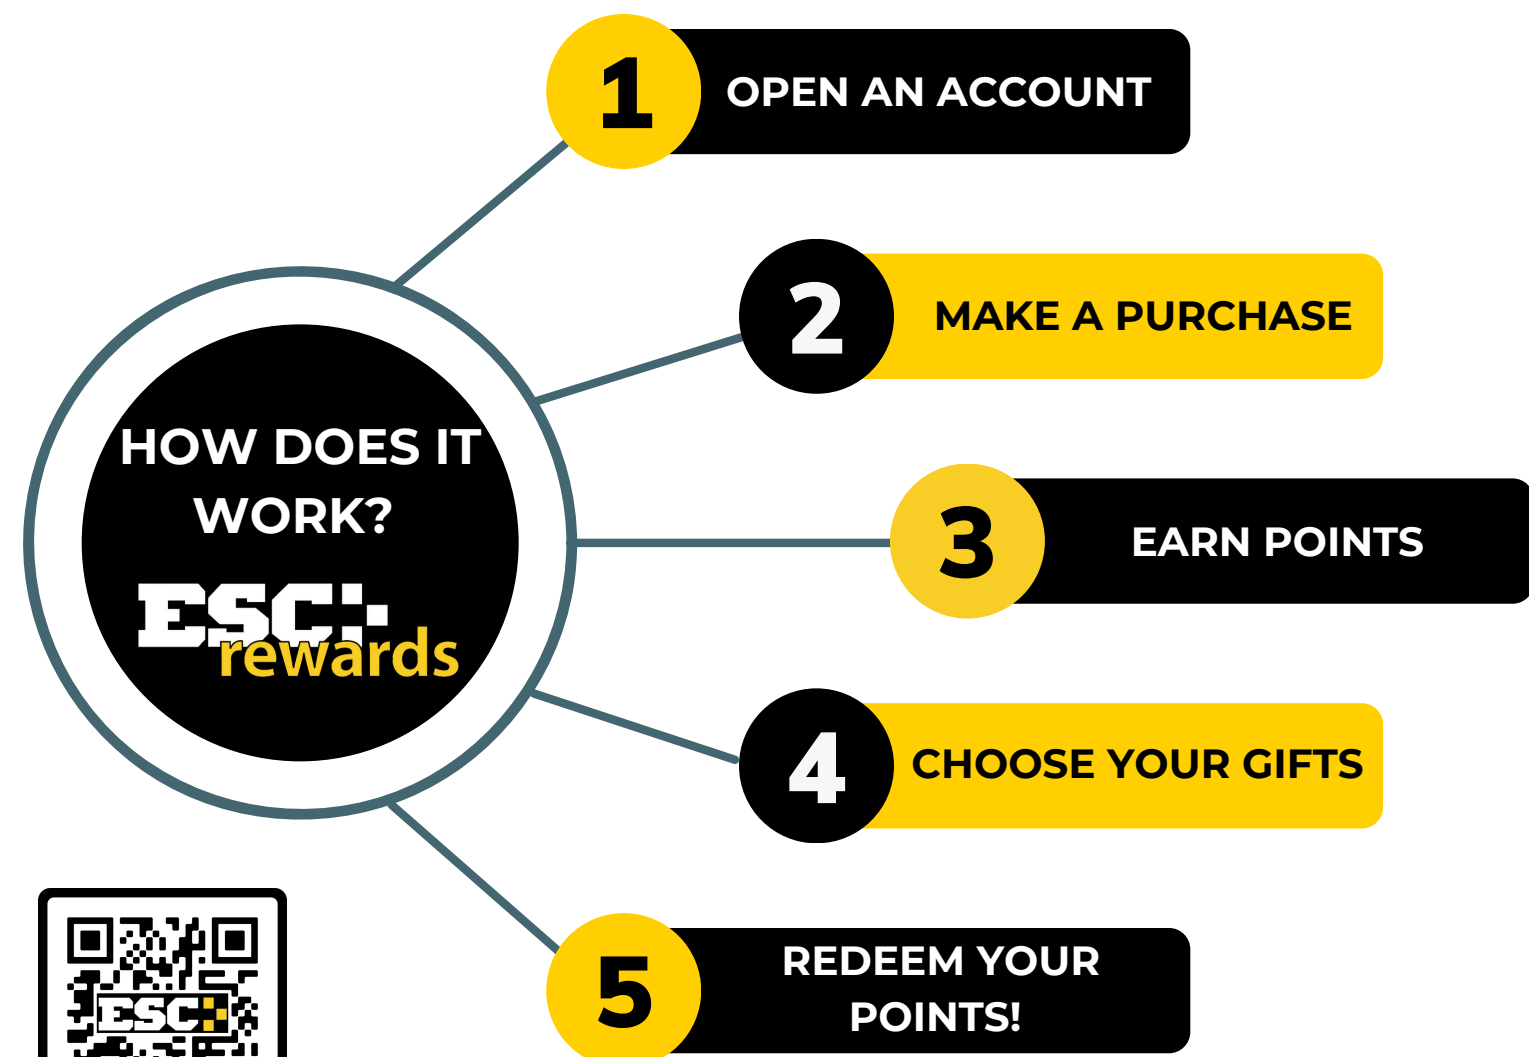 1
OPEN AN ACCOUNT
2
MAKE A PURCHASE
HOW DOES IT
WORK?
ESC
rewards
3
EARN POINTS
4
CHOOSE YOUR GIFTS
5
REDEEM YOUR
POINTS!
ESC